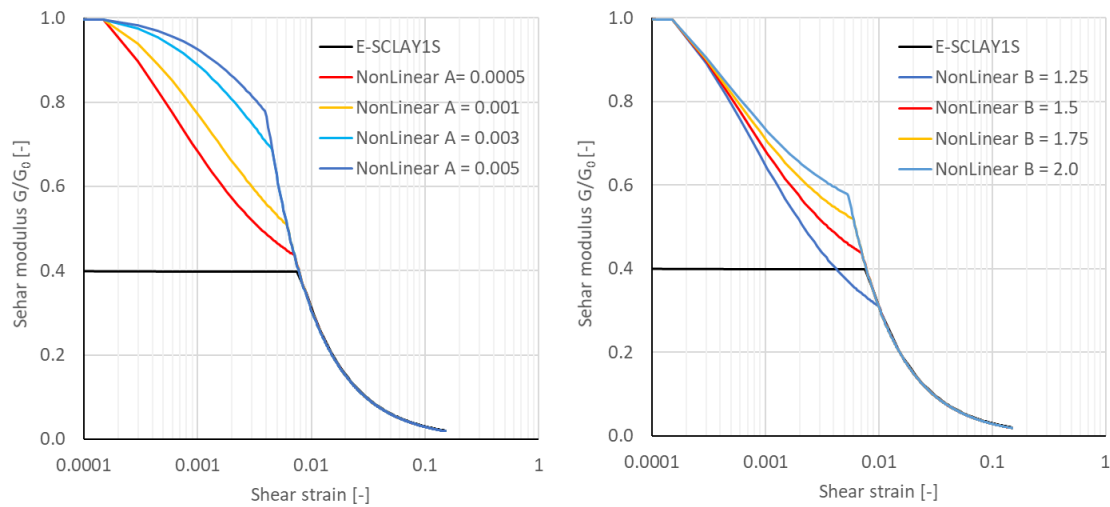 1.0
0.8
0.6
0.4
0.2
0.0
0.0001
0.001
0.01
0.1
1
Sehar modulus G/G₀ [-]
Shear strain [-]
E-SCLAY1S
NonLinear A= 0.0005
NonLinear A = 0.001
NonLinear A = 0.003
NonLinear A = 0.005
1.0
0.8
0.6
0.4
0.2
0.0
0.0001
0.001
0.01
0.1
1
Sehar modulus G/G₀ [-]
Shear strain [-]
E-SCLAY1S
NonLinear B = 1.25
NonLinear B = 1.5
NonLinear B = 1.75
NonLinear B = 2.0